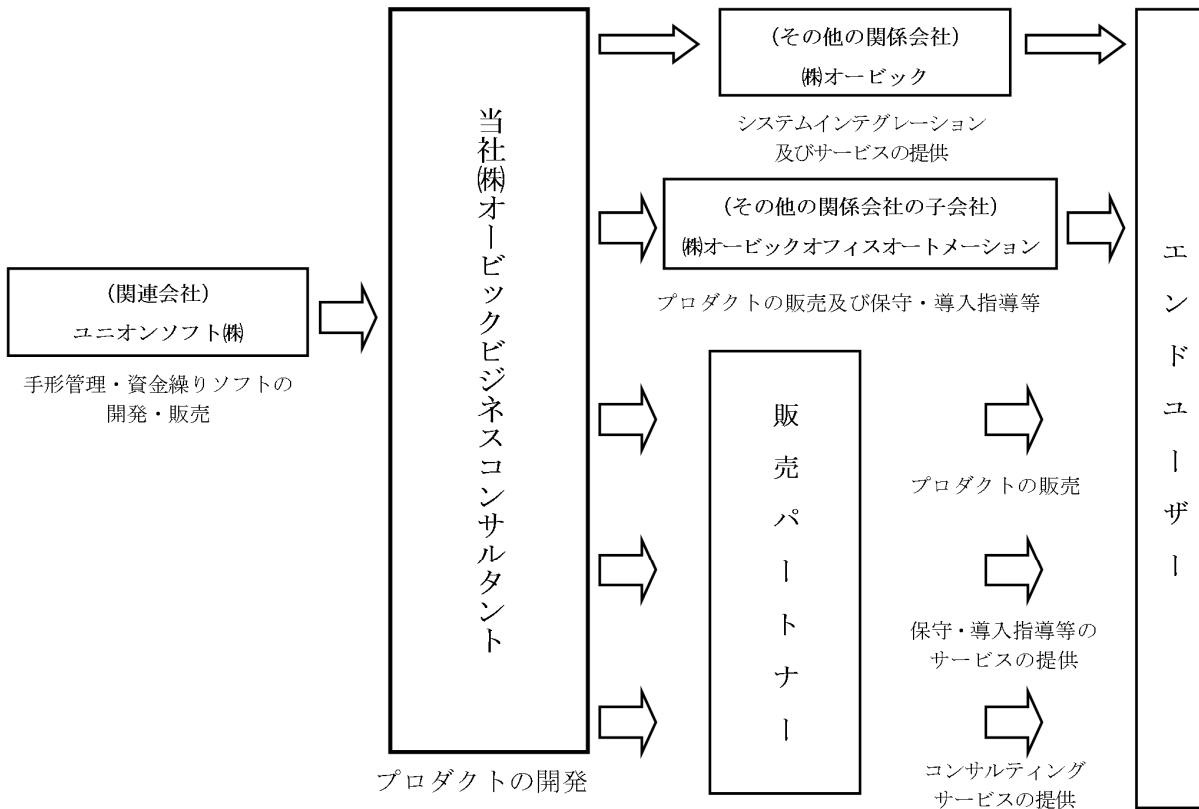 (関連会社)
ユニオンソフト㈱
手形管理・資金繰りソフトの
開発・販売
当社㈱オービックビジネスコンサルタント
プロダクトの開発
(その他の関係会社)
㈱オービック
システムインテグレーション
及びサービスの提供
(その他の関係会社の子会社)
㈱オービックオフィスオートメーション
プロダクトの販売及び保守・導入指導等
販売パートナー
プロダクトの販売
保守・導入指導等の
サービスの提供
コンサルティング
サービスの提供
エンドユーザー